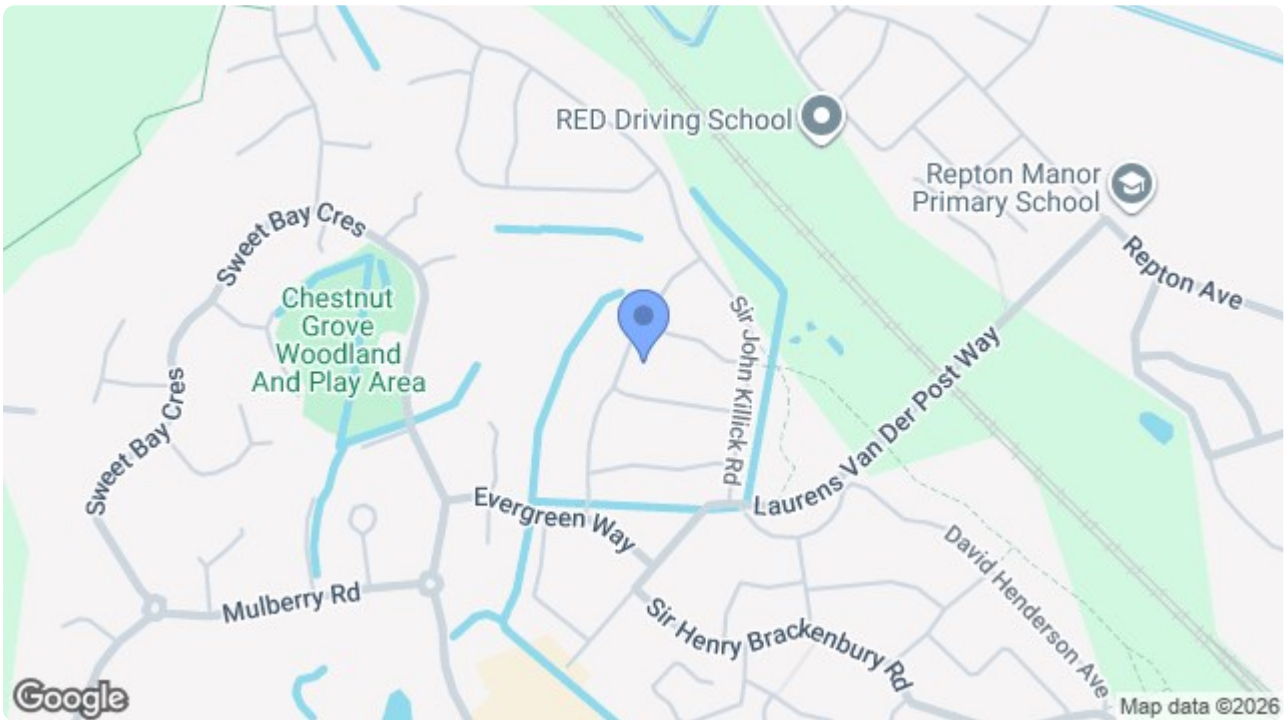 RED Driving School
Repton Manor
Primary School
Sweet Bay Cres
Repton Ave
Chestnut
Grove
Woodland
And Play Area
Sir John Killick Rd
Laurens Van Der Post Way
Sweet Bay Cres
Evergreen Way
David Henderson Ave
Mulberry Rd
Sir Henry Brackenbury Rd
Google
Map data ©2026